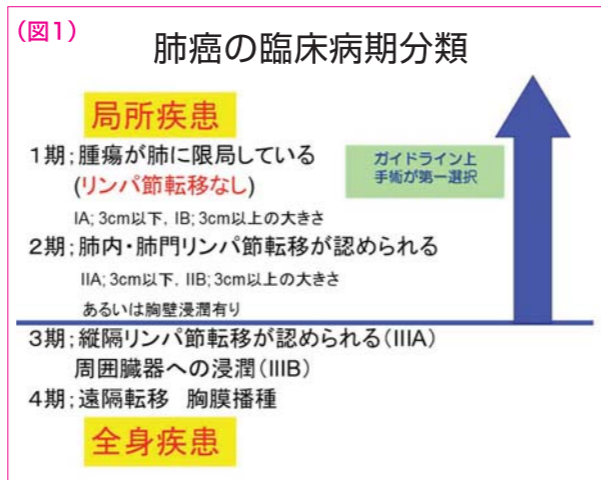 (図1)
肺癌の臨床病期分類
局所疾患
1期;腫瘍が肺に限局している
(リンパ節転移なし)
IA; 3cm以下, IB; 3cm以上の大きさ
ガイドライン上
手術が第一選択
2期;肺内・肺門リンパ節転移が認められる
IIA; 3cm以下, IIB; 3cm以上の大きさ
あるいは胸壁浸潤有り
3期;縦隔リンパ節転移が認められる(IIIA)
周囲臓器への浸潤(IIIB)
4期;遠隔転移 胸膜播種
全身疾患